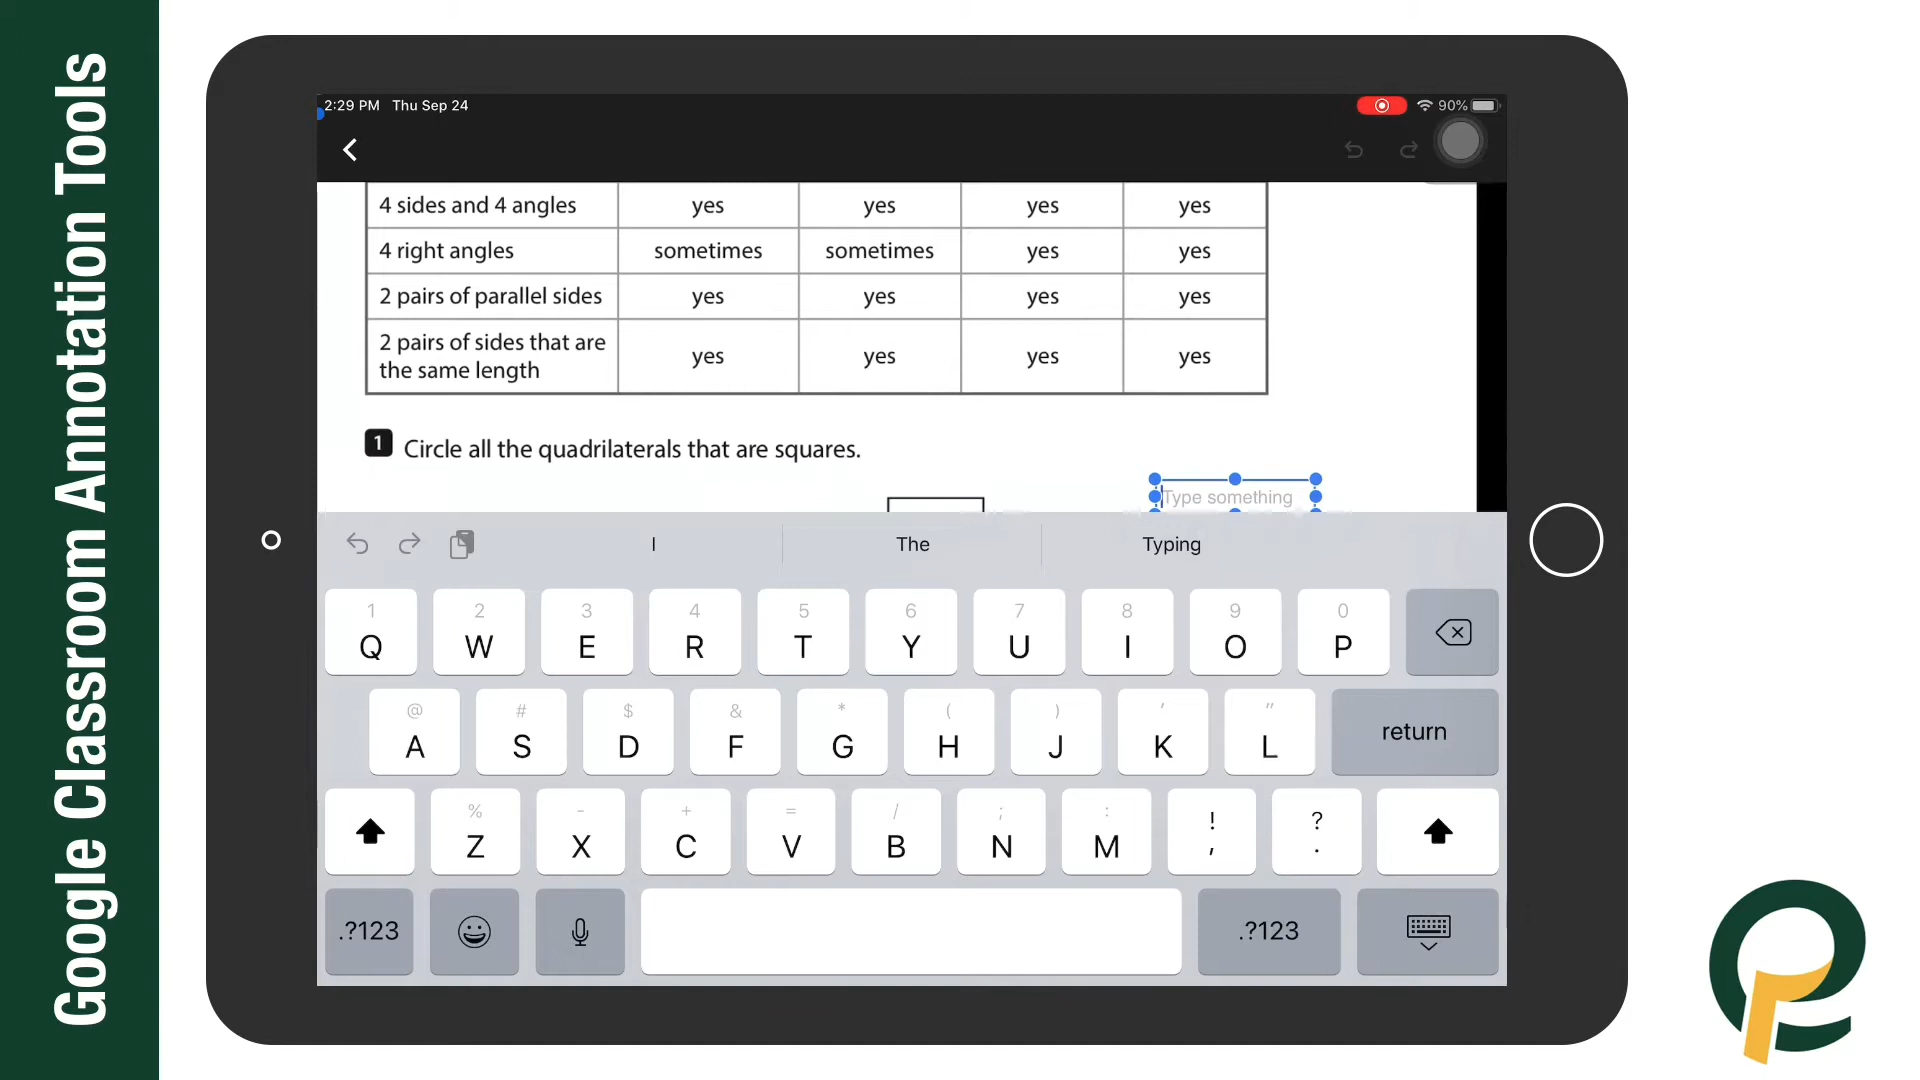 Google Classroom Annotation Tools
2:29 PM Thu Sep 24
90%
4 sides and 4 angles yes yes yes yes
4 right angles sometimes sometimes yes yes
2 pairs of parallel sides yes yes yes yes
2 pairs of sides that are
the same length yes yes yes yes
1 Circle all the quadrilaterals that are squares.
Type something
I The Typing
1 2 3 4 5 6 7 8 9 0
Q W E R T Y U I O P
@ # $ & * ( ) ' "
A S D F G H J K L return
% - + = / ; : ! ?
Z X C V B N M , .
.?123 .?123